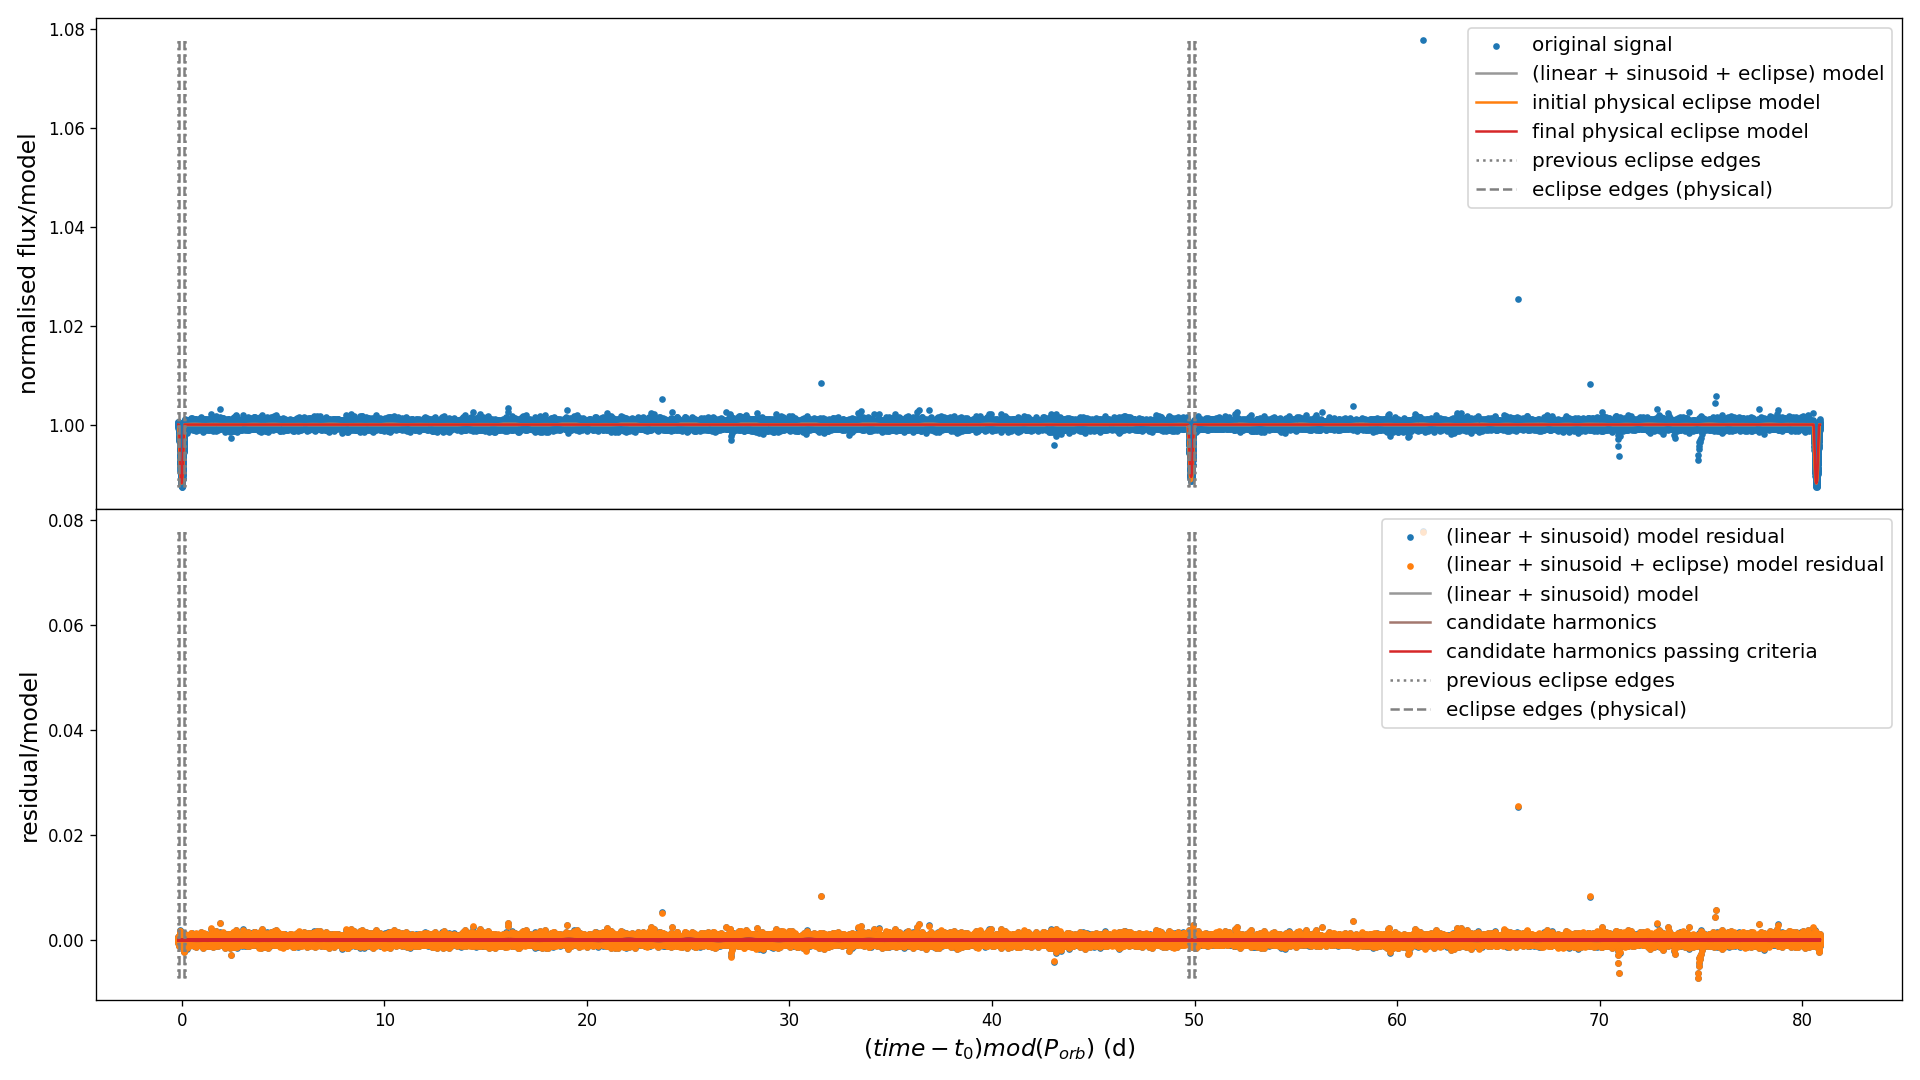 normalised flux/model
1.08
1.06
1.04
1.02
1.00
original signal
(linear + sinusoid + eclipse) model
initial physical eclipse model
final physical eclipse model
previous eclipse edges
eclipse edges (physical)
residual/model
0.08
0.06
0.04
0.02
0.00
(linear + sinusoid) model residual
(linear + sinusoid + eclipse) model residual
(linear + sinusoid) model
candidate harmonics
candidate harmonics passing criteria
previous eclipse edges
eclipse edges (physical)
0 10 20 30 40 50 60 70 80
(time − t₀)mod(Pₒᵣb) (d)